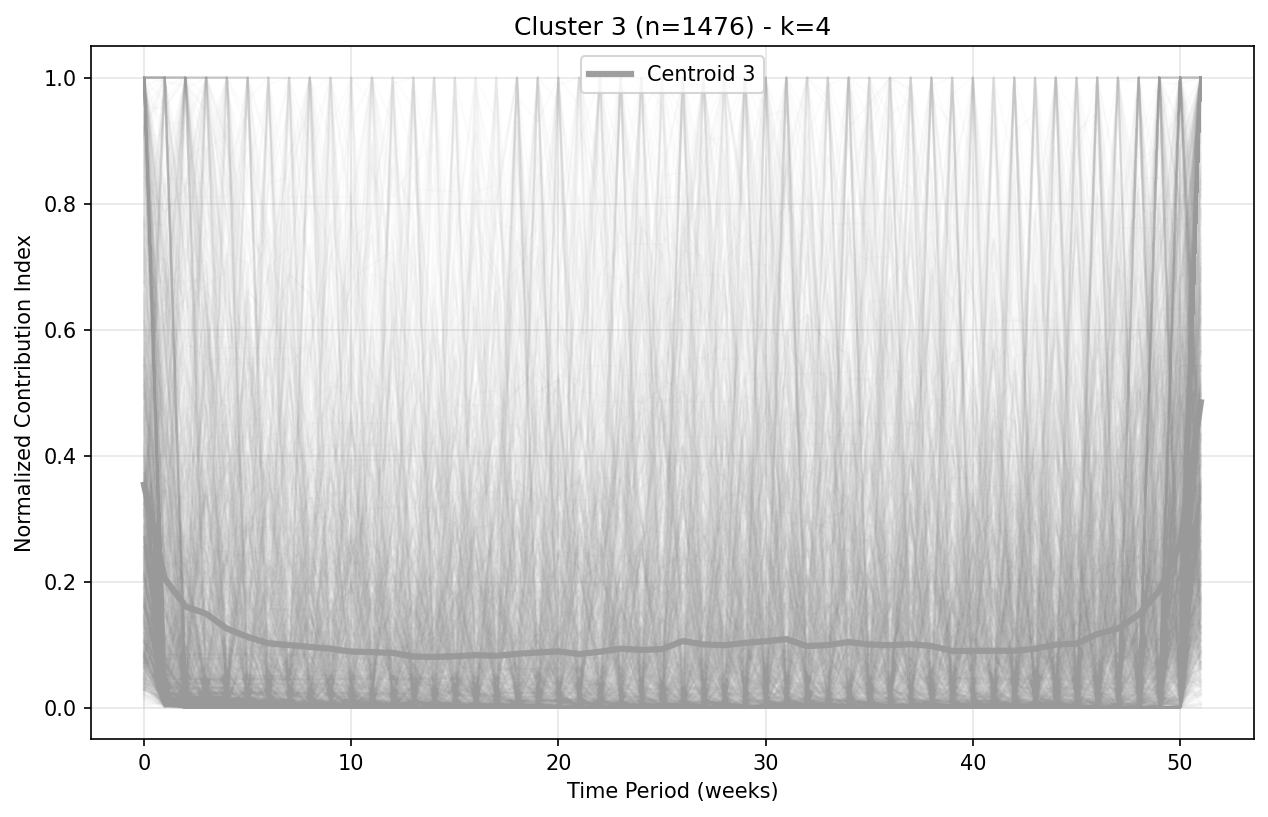 Cluster 3 (n=1476) - k=4
Centroid 3
Normalized Contribution Index
1.0
0.8
0.6
0.4
0.2
0.0
0 10 20 30 40 50
Time Period (weeks)